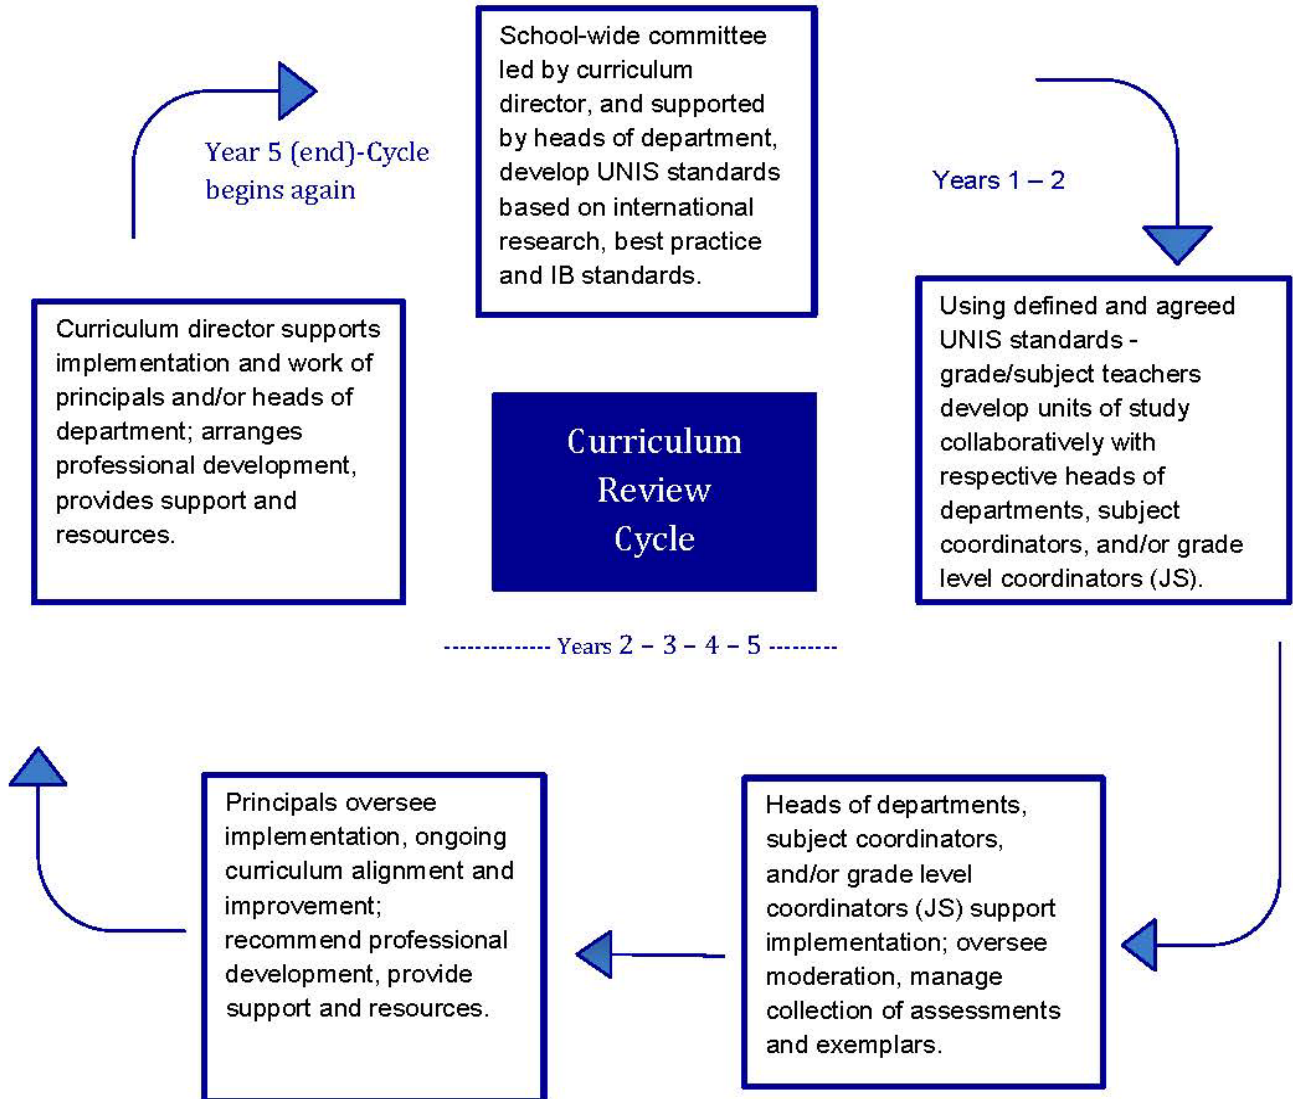 School-wide committee
led by curriculum
director, and supported
by heads of department,
develop UNIS standards
based on international
research, best practice
and IB standards.
Year 5 (end)-Cycle
begins again
Years 1 – 2
Curriculum director supports
implementation and work of
principals and/or heads of
department; arranges
professional development,
provides support and
resources.
Curriculum
Review
Cycle
Using defined and agreed
UNIS standards -
grade/subject teachers
develop units of study
collaboratively with
respective heads of
departments, subject
coordinators, and/or grade
level coordinators (JS).
-------------- Years 2 – 3 – 4 – 5 ---------
Principals oversee
implementation, ongoing
curriculum alignment and
improvement;
recommend professional
development, provide
support and resources.
Heads of departments,
subject coordinators,
and/or grade level
coordinators (JS) support
implementation; oversee
moderation, manage
collection of assessments
and exemplars.